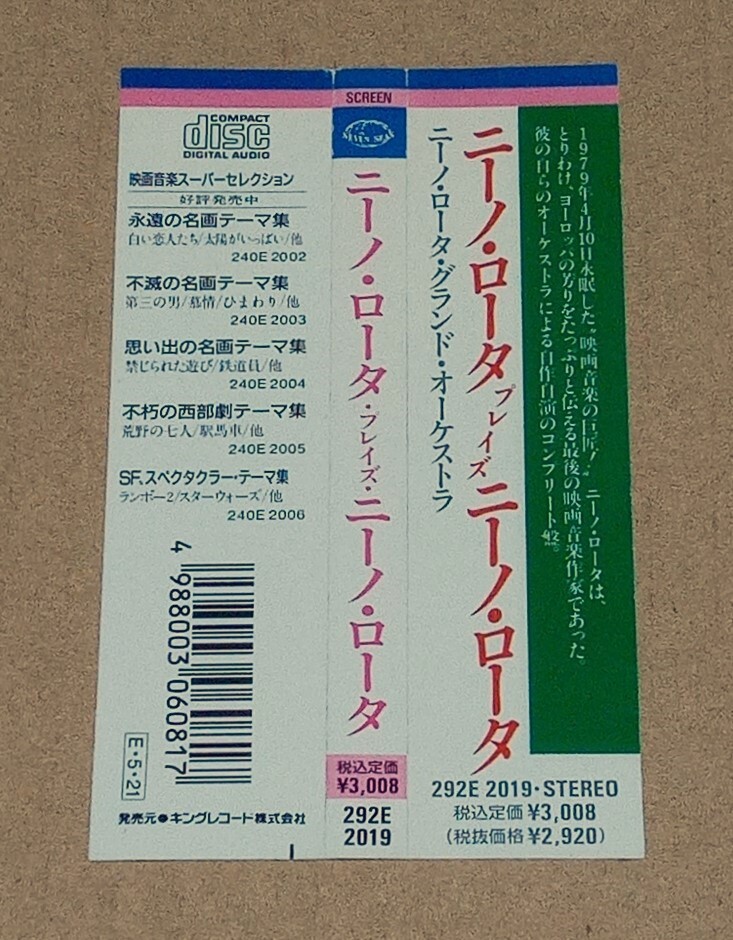 COMPACT
disc
DIGITAL AUDIO
映画音楽スーパーセレクション
好評発売中
永遠の名画テーマ集
白い恋人たち/太陽がいっぱい/他
240E 2002
不滅の名画テーマ集
第三の男/慕情/ひまわり/他
240E 2003
思い出の名画テーマ集
禁じられた遊び/鉄道員/他
240E 2004
不朽の西部劇テーマ集
荒野の七人/駅馬車/他
240E 2005
SF、スペクタクラー・テーマ集
ランボー2/スターウォーズ/他
240E 2006
4 988003 060817
E・5・21
発売元 キングレコード株式会社
SCREEN
SEVEN SEAS
ニーノ・ロータ・プレイズ・ニーノ・ロータ
税込定価
¥3,008
292E
2019
1979年4月10日永眠した“映画音楽の巨匠!”ニーノ・ロータは、
とりわけ、ヨーロッパの芳りをたっぷりと伝える最後の映画音楽作家であった。
彼の自らのオーケストラによる自作自演のコンプリート盤。
ニーノ・ロータ プレイズ ニーノ・ロータ
ニーノ・ロータ・グランド・オーケストラ
292E 2019・STEREO
税込定価 ¥3,008
(税抜価格 ¥2,920)